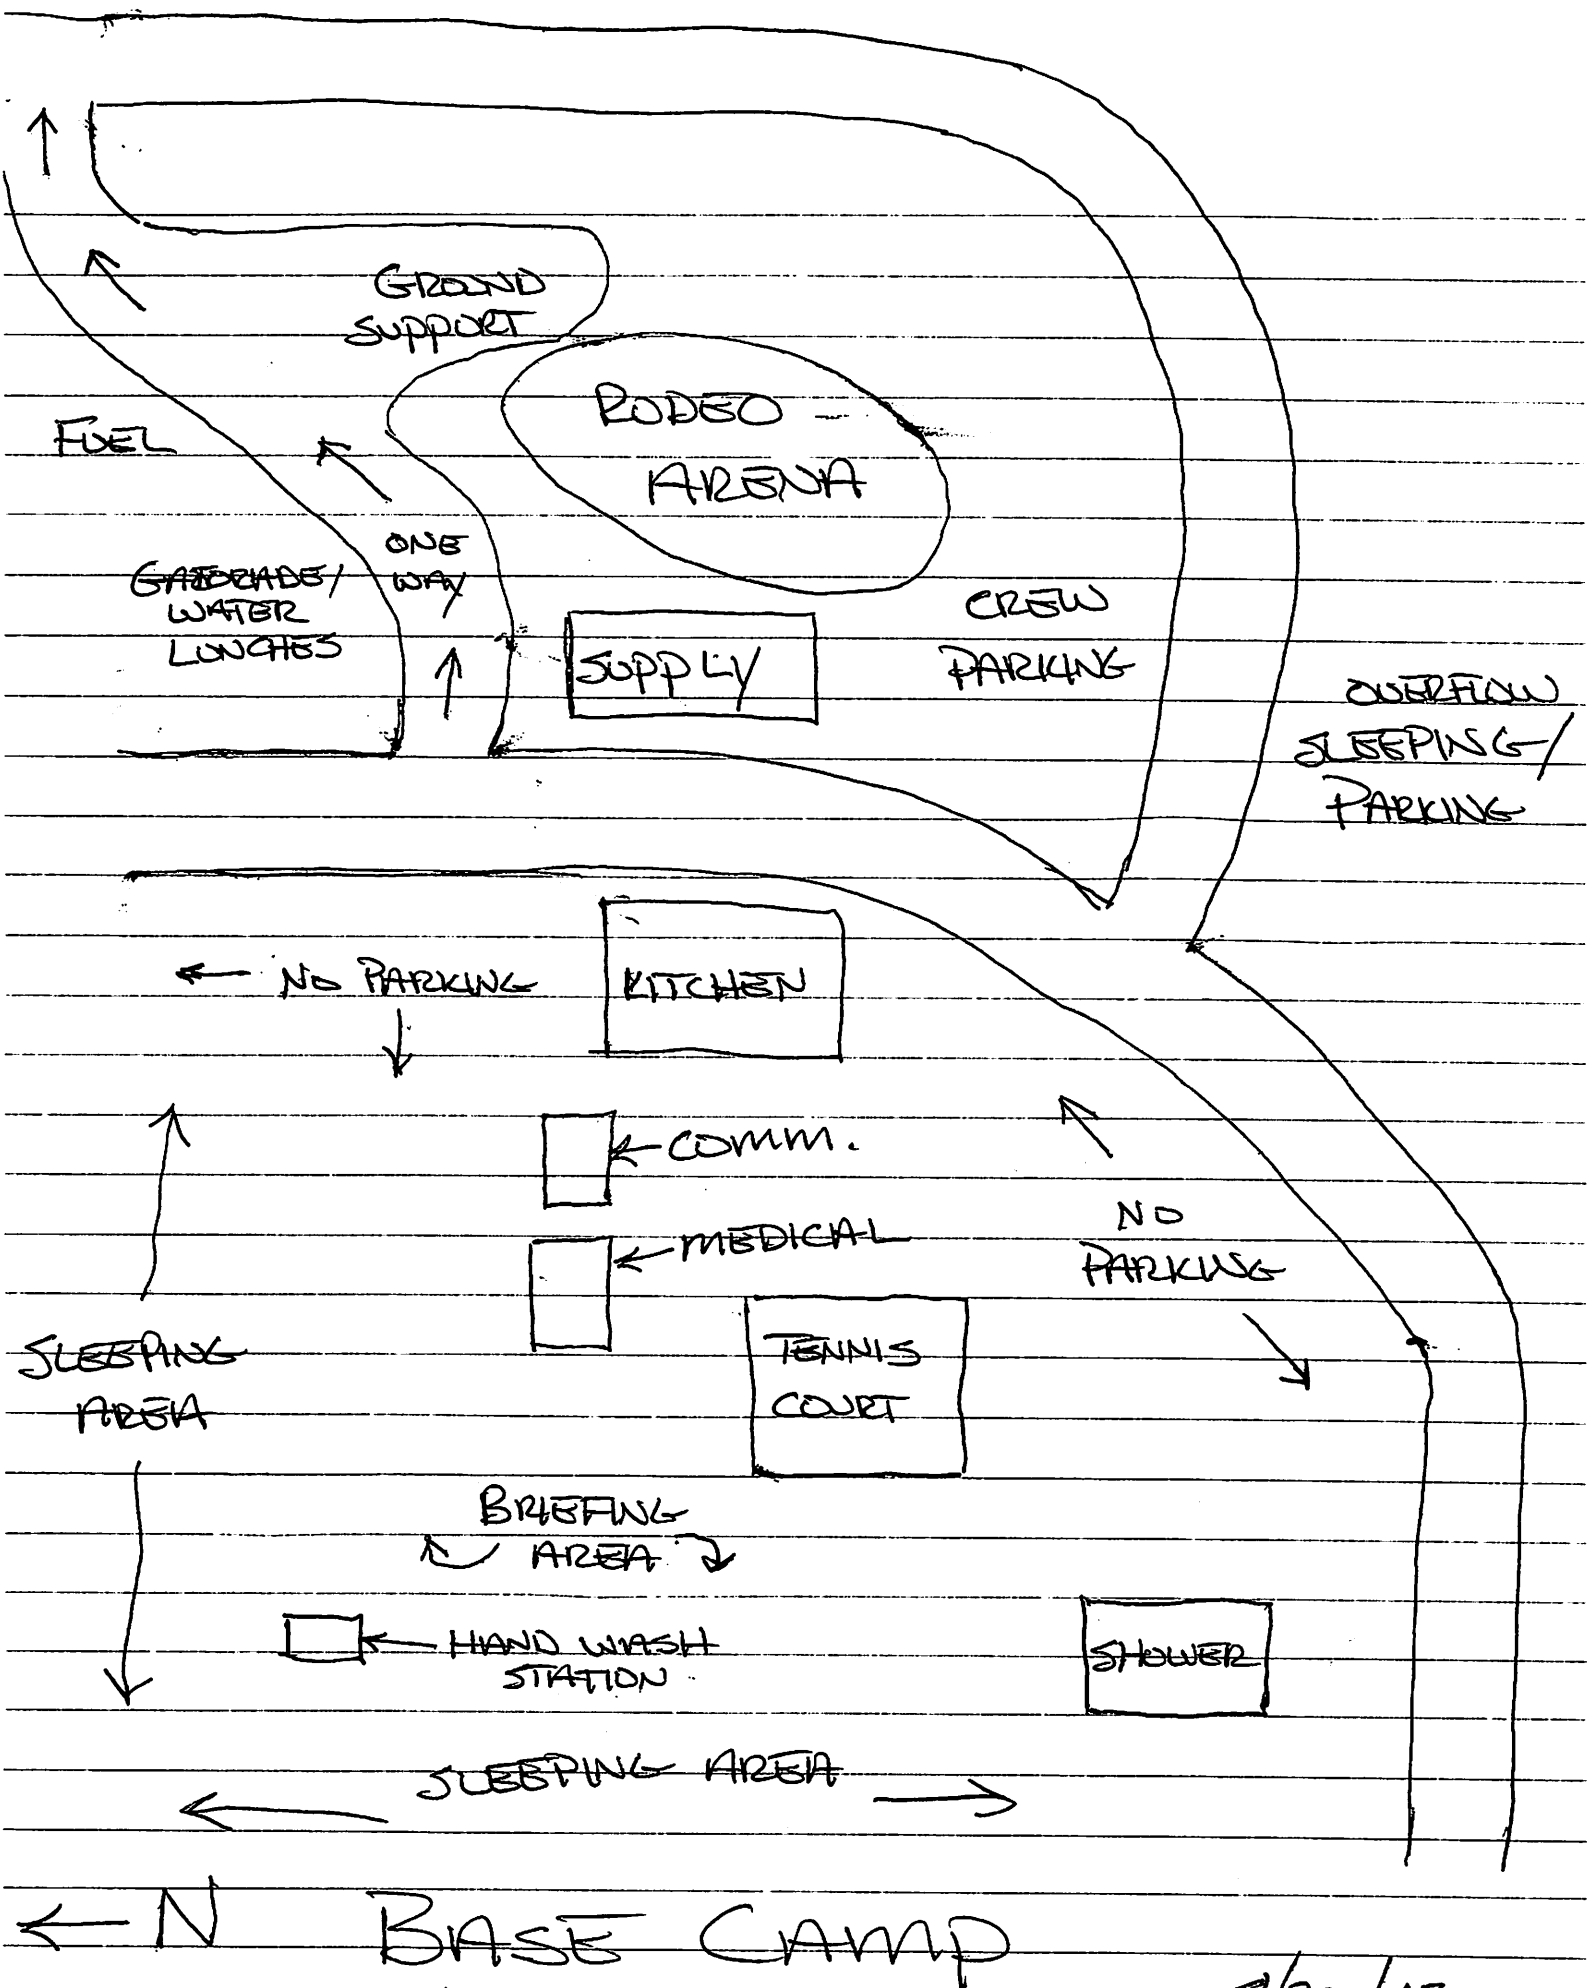 GROUND
SUPPORT
RODEO
ARENA
FUEL
ONE
WAY
GATORADE/
WATER
LUNCHES
SUPPLY
CREW
PARKING
OVERFLOW
SLEEPING/
PARKING
NO PARKING
KITCHEN
COMM.
MEDICAL
NO
PARKING
SLEEPING
AREA
TENNIS
COURT
BRIEFING
AREA
HAND WASH
STATION
SHOWER
SLEEPING AREA
N BASE CAMP